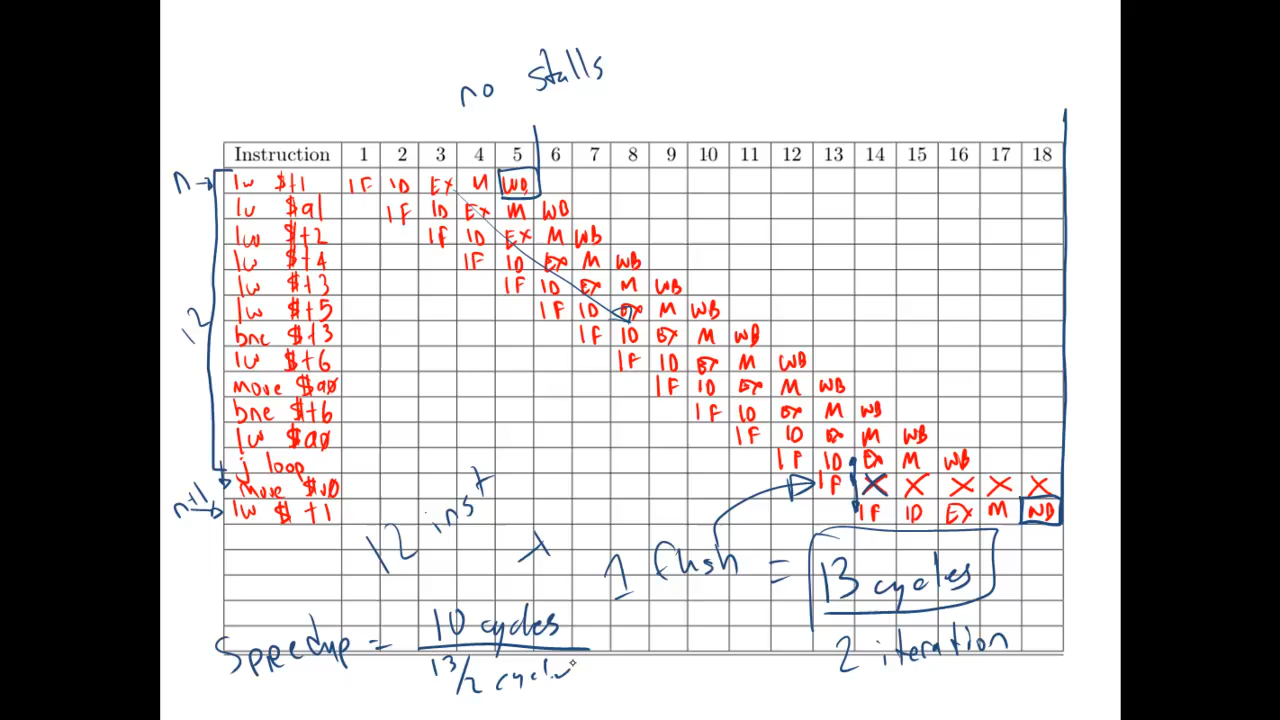 no stalls
Instruction 1 2 3 4 5 6 7 8 9 10 11 12 13 14 15 16 17 18
n → lw $t1 IF ID EX M WB
lw $a1 IF ID EX M WB
lw $t2 IF ID EX M WB
lw $t4 IF ID EX M WB
lw $t3 IF ID EX M WB
lw $t5 IF ID EX M WB
12 bne $t3 IF ID EX M WB
lw $t6 IF ID EX M WB
move $a0 IF ID EX M WB
bne $t6 IF ID EX M WB
lw $a0 IF ID EX M WB
j loop IF ID EX M WB
move $v0 IF X X X X X
n+1 → lw $t1 IF ID EX M WB
12 inst
1 flush = 13 cycles
2 iteration
Speedup = 10 cycles
13/2 cycle